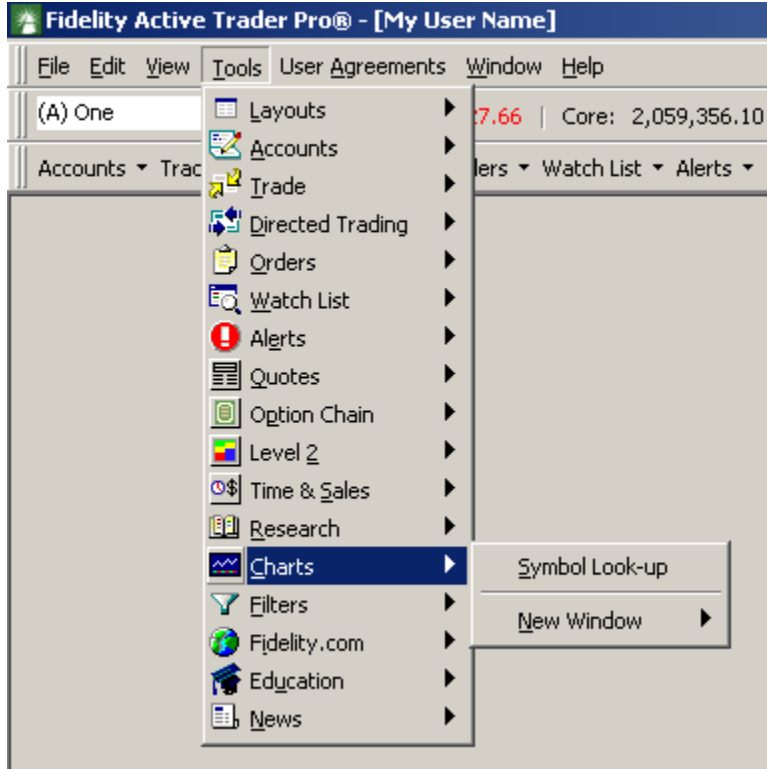 Fidelity Active Trader Pro® - [My User Name]
File Edit View Tools User Agreements Window Help
(A) One 7.66 | Core: 2,059,356.10
Accounts Watch List Alerts
Layouts
Accounts
Trade
Directed Trading
Orders
Watch List
Alerts
Quotes
Option Chain
Level 2
Time & Sales
Research
Charts
Symbol Look-up
Filters
New Window
Fidelity.com
Education
News